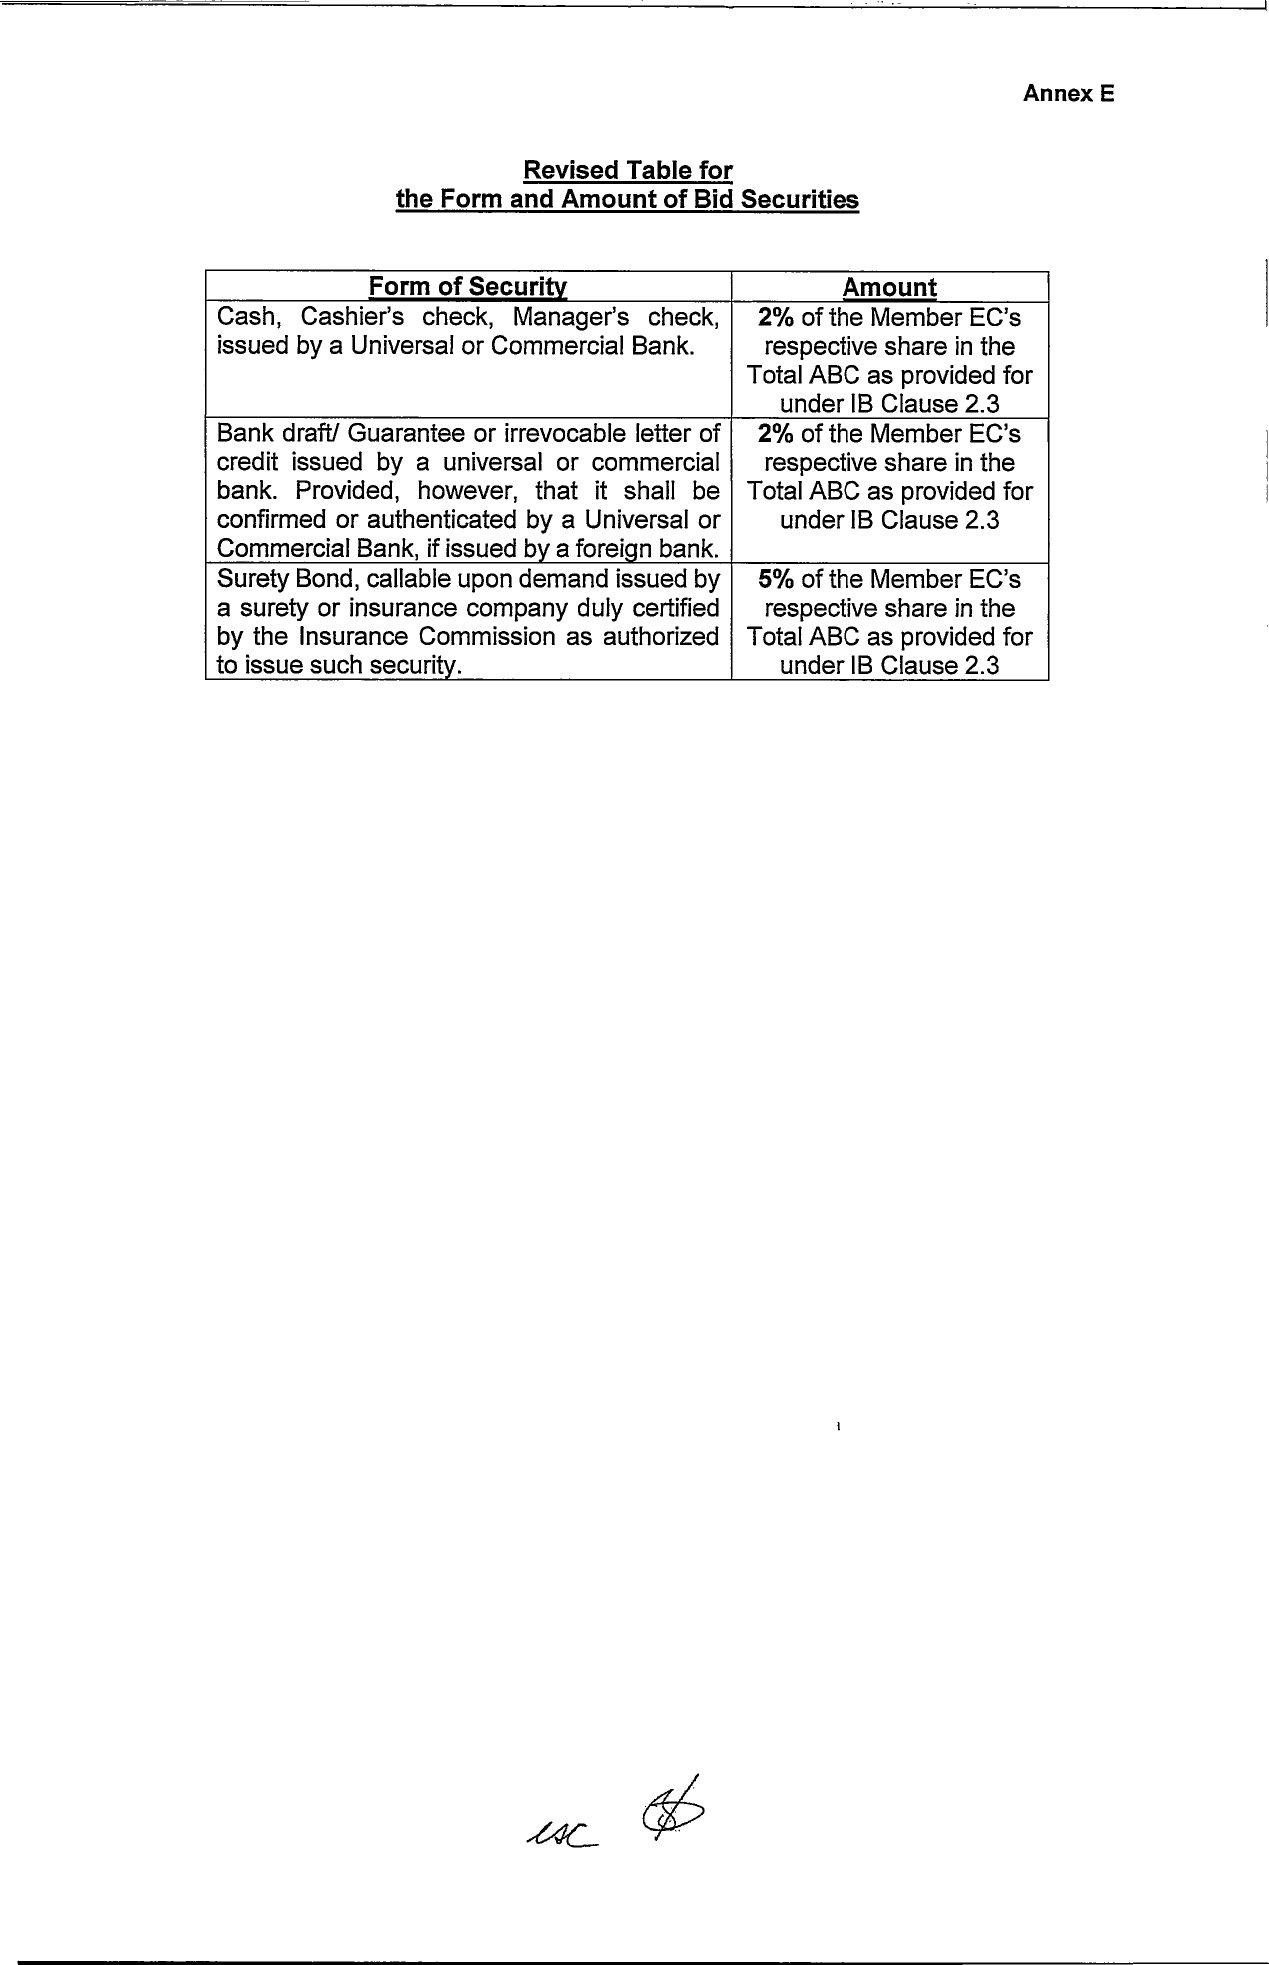 Annex E
Revised Table for
the Form and Amount of Bid Securities
Form of Security
Amount
Cash, Cashier's check, Manager's check,
issued by a Universal or Commercial Bank.
2% of the Member EC's
respective share in the
Total ABC as provided for
under IB Clause 2.3
Bank draft/ Guarantee or irrevocable letter of
credit issued by a universal or commercial
bank. Provided, however, that it shall be
confirmed or authenticated by a Universal or
Commercial Bank, if issued by a foreign bank.
2% of the Member EC's
respective share in the
Total ABC as provided for
under IB Clause 2.3
Surety Bond, callable upon demand issued by
a surety or insurance company duly certified
by the Insurance Commission as authorized
to issue such security.
5% of the Member EC's
respective share in the
Total ABC as provided for
under IB Clause 2.3